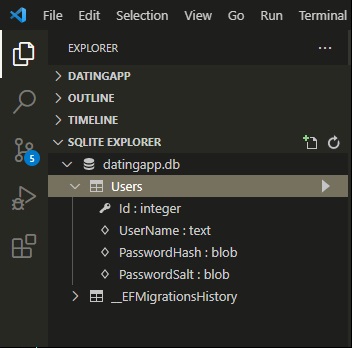 File Edit Selection View Go Run Terminal
EXPLORER
DATINGAPP
OUTLINE
TIMELINE
SQLITE EXPLORER
datingapp.db
Users
Id : integer
UserName : text
PasswordHash : blob
PasswordSalt : blob
__EFMigrationsHistory
5